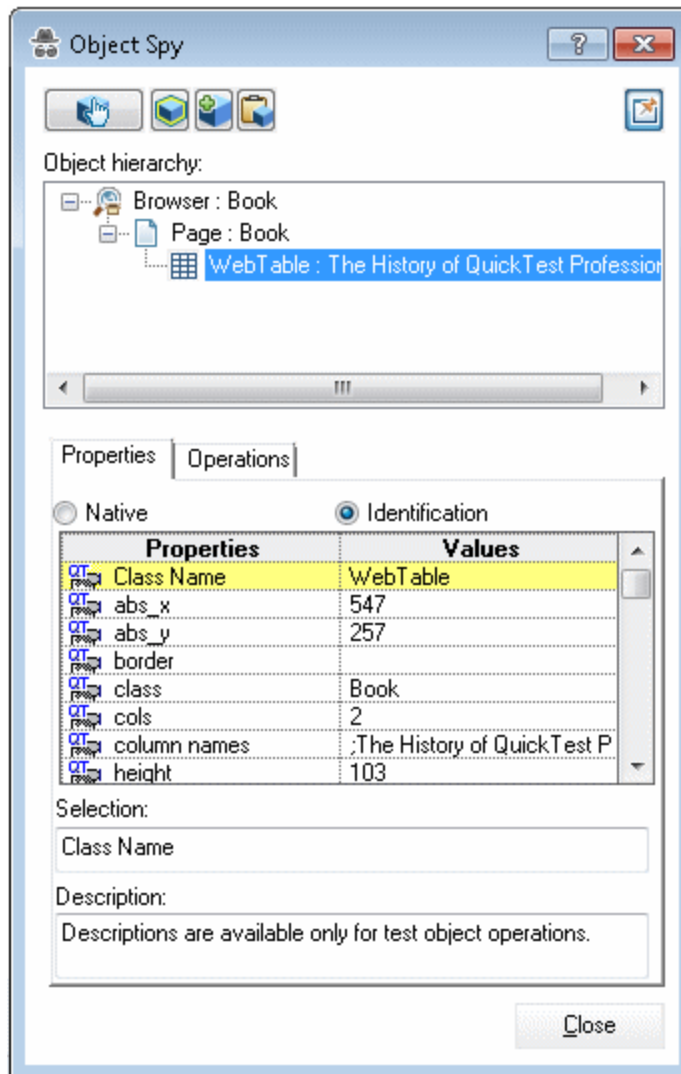 Object Spy
Object hierarchy:
Browser : Book
Page : Book
WebTable : The History of QuickTest Profession
Properties Operations
Native Identification
Properties Values
Class Name WebTable
abs_x 547
abs_y 257
border
class Book
cols 2
column names ;The History of QuickTest P
height 103
Selection:
Class Name
Description:
Descriptions are available only for test object operations.
Close